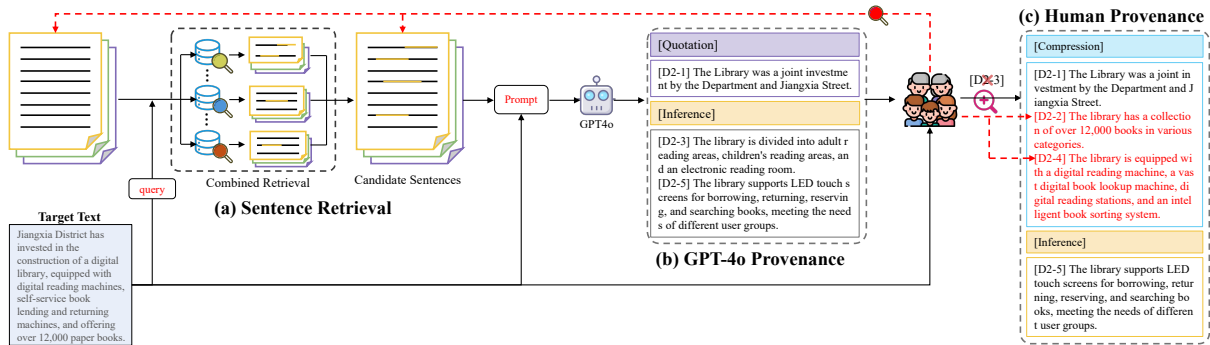 (c) Human Provenance
[Quotation]
[D2-1] The Library was a joint investme
nt by the Department and Jiangxia Street.
[Inference]
[D2-3] The library is divided into adult r
eading areas, children's reading areas, an
d an electronic reading room.
[D2-5] The library supports LED touch s
creens for borrowing, returning, reservin
g, and searching books, meeting the need
s of different user groups.
(b) GPT-4o Provenance
[D2-3]
[Compression]
[D2-1] The Library was a joint in
vestment by the Department and J
iangxia Street.
[D2-2] The library has a collectio
n of over 12,000 books in various
categories.
[D2-4] The library is equipped wit
h a digital reading machine, a vas
t digital book lookup machine, di
gital reading stations, and an intel
ligent book sorting system.
[Inference]
[D2-5] The library supports LED
touch screens for borrowing, retur
ning, reserving, and searching bo
oks, meeting the needs of differen
t user groups.
Prompt
GPT4o
Combined Retrieval
Candidate Sentences
query
(a) Sentence Retrieval
Target Text
Jiangxia District has
invested in the
construction of a digital
library, equipped with
digital reading machines,
self-service book
lending and returning
machines, and offering
over 12,000 paper books.